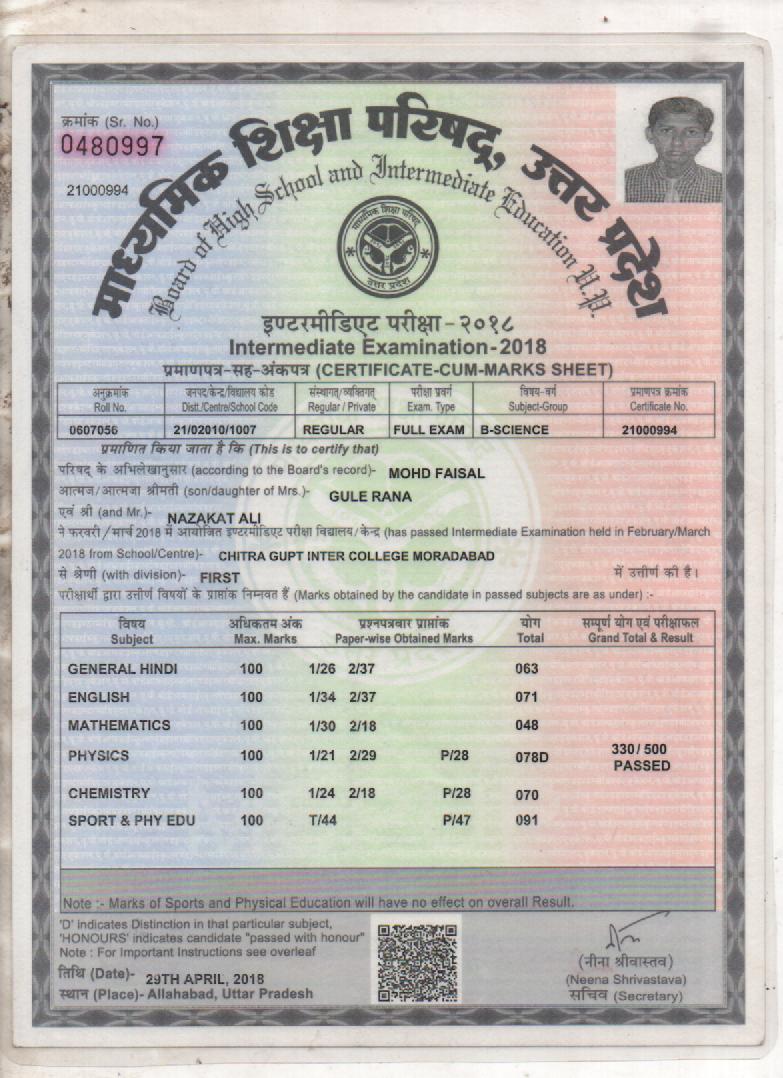 क्रमांक (Sr. No.)
0480997
21000994
माध्यमिक शिक्षा परिषद्, उत्तर प्रदेश
Board of High School and Intermediate Education U.P.
माध्यमिक शिक्षा परिषद्
उत्तर प्रदेश
इण्टरमीडिएट परीक्षा - २०१८
Intermediate Examination-2018
प्रमाणपत्र-सह-अंकपत्र (CERTIFICATE-CUM-MARKS SHEET)
अनुक्रमांक जनपद/केन्द्र/विद्यालय कोड संस्थागत/व्यक्तिगत परीक्षा प्रवर्ग विषय-वर्ग प्रमाणपत्र क्रमांक
Roll No. Distt./Centre/School Code Regular / Private Exam. Type Subject-Group Certificate No.
0607056 21/02010/1007 REGULAR FULL EXAM B-SCIENCE 21000994
प्रमाणित किया जाता है कि (This is to certify that)
परिषद् के अभिलेखानुसार (according to the Board's record)- MOHD FAISAL
आत्मज/आत्मजा श्रीमती (son/daughter of Mrs.)- GULE RANA
एवं श्री (and Mr.)- NAZAKAT ALI
ने फरवरी/मार्च 2018 में आयोजित इण्टरमीडिएट परीक्षा विद्यालय/केन्द्र (has passed Intermediate Examination held in February/March
2018 from School/Centre)- CHITRA GUPT INTER COLLEGE MORADABAD
से श्रेणी (with division)- FIRST में उत्तीर्ण की है।
परीक्षार्थी द्वारा उत्तीर्ण विषयों के प्राप्तांक निम्नवत हैं (Marks obtained by the candidate in passed subjects are as under) :-
विषय अधिकतम अंक प्रश्नपत्रवार प्राप्तांक योग सम्पूर्ण योग एवं परीक्षाफल
Subject Max. Marks Paper-wise Obtained Marks Total Grand Total & Result
GENERAL HINDI 100 1/26 2/37 063
ENGLISH 100 1/34 2/37 071
MATHEMATICS 100 1/30 2/18 048
PHYSICS 100 1/21 2/29 P/28 078D 330/ 500
PASSED
CHEMISTRY 100 1/24 2/18 P/28 070
SPORT & PHY EDU 100 T/44 P/47 091
Note :- Marks of Sports and Physical Education will have no effect on overall Result.
'D' indicates Distinction in that particular subject,
'HONOURS' indicates candidate "passed with honour"
Note : For Important Instructions see overleaf
तिथि (Date)- 29TH APRIL, 2018
स्थान (Place)- Allahabad, Uttar Pradesh
(नीना श्रीवास्तव)
(Neena Shrivastava)
सचिव (Secretary)